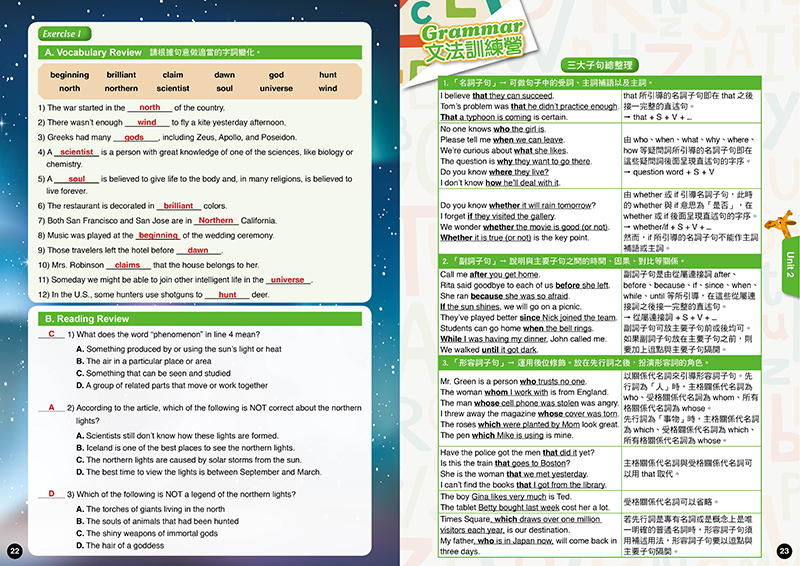 Exercise I
A. Vocabulary Review 請根據句意做適當的字詞變化。
beginning brilliant claim dawn god hunt
north northern scientist soul universe wind
1) The war started in the north of the country.
2) There wasn't enough wind to fly a kite yesterday afternoon.
3) Greeks had many gods, including Zeus, Apollo, and Poseidon.
4) A scientist is a person with great knowledge of one of the sciences, like biology or
chemistry.
5) A soul is believed to give life to the body and, in many religions, is believed to
live forever.
6) The restaurant is decorated in brilliant colors.
7) Both San Francisco and San Jose are in Northern California.
8) Music was played at the beginning of the wedding ceremony.
9) Those travelers left the hotel before dawn.
10) Mrs. Robinson claims that the house belongs to her.
11) Someday we might be able to join other intelligent life in the universe.
12) In the U.S., some hunters use shotguns to hunt deer.
B. Reading Review
C 1) What does the word "phenomenon" in line 4 mean?
A. Something produced by or using the sun's light or heat
B. The air in a particular place or area
C. Something that can be seen and studied
D. A group of related parts that move or work together
A 2) According to the article, which of the following is NOT correct about the northern
lights?
A. Scientists still don't know how these lights are formed.
B. Iceland is one of the best places to see the northern lights.
C. The northern lights are caused by solar storms from the sun.
D. The best time to view the lights is between September and March.
D 3) Which of the following is NOT a legend of the northern lights?
A. The torches of giants living in the north
B. The souls of animals that had been hunted
C. The shiny weapons of immortal gods
D. The hair of a goddess
22
Grammar
文法訓練營
三大子句總整理
1.「名詞子句」→ 可做句子中的受詞、主詞補語以及主詞。
I believe that they can succeed.
Tom's problem was that he didn't practice enough.
That a typhoon is coming is certain.
that 所引導的名詞子句即在 that 之後
接一完整的直述句。
→ that + S + V + ...
No one knows who the girl is.
Please tell me when we can leave.
We're curious about what she likes.
The question is why they want to go there.
Do you know where they live?
I don't know how he'll deal with it.
由 who、when、what、why、where、
how 等疑問詞所引導的名詞子句即在
這些疑問詞後面呈現直述句的字序。
→ question word + S + V
Do you know whether it will rain tomorrow?
I forget if they visited the gallery.
We wonder whether the movie is good (or not).
Whether it is true (or not) is the key point.
由 whether 或 if 引導名詞子句，此時
的 whether 與 if 意思為「是否」，在
whether 或 if 後面呈現直述句的字序。
→ whether/if + S + V + ...
然而，if 所引導的名詞子句不能作主詞
補語或主詞。
2.「副詞子句」→ 說明與主要子句之間的時間、因果、對比等關係。
Call me after you get home.
Rita said goodbye to each of us before she left.
She ran because she was so afraid.
If the sun shines, we will go on a picnic.
They've played better since Nick joined the team.
Students can go home when the bell rings.
While I was having my dinner, John called me.
We walked until it got dark.
副詞子句是由從屬連接詞 after、
before、because、if、since、when、
while、until 等所引導，在這些從屬連
接詞之後接一完整的直述句。
→ 從屬連接詞 + S + V + ...
副詞子句可放主要子句前或後均可。
如果副詞子句放在主要子句之前，則
要加上逗點與主要子句隔開。
3.「形容詞子句」→ 運用後位修飾。放在先行詞之後，扮演形容詞的角色。
Mr. Green is a person who trusts no one.
The woman whom I work with is from England.
The man whose cell phone was stolen was angry.
I threw away the magazine whose cover was torn.
The roses which were planted by Mom look great.
The pen which Mike is using is mine.
以關係代名詞來引導形容詞子句。先
行詞為「人」時，主格關係代名詞為
who、受格關係代名詞為 whom、所有
格關係代名詞為 whose。
先行詞為「事物」時，主格關係代名詞
為 which、受格關係代名詞為 which、
所有格關係代名詞為 whose。
Have the police got the men that did it yet?
Is this the train that goes to Boston?
She is the woman that we met yesterday.
I can't find the books that I got from the library.
主格關係代名詞與受格關係代名詞可
以用 that 取代。
The boy Gina likes very much is Ted.
The tablet Betty bought last week cost her a lot.
受格關係代名詞可以省略。
Times Square, which draws over one million
visitors each year, is our destination.
My father, who is in Japan now, will come back in
three days.
若先行詞是專有名詞或是概念上是唯
一明確的普通名詞時，形容詞子句須
用補述用法，形容詞子句要以逗點與
主要子句隔開。
Unit 2
23